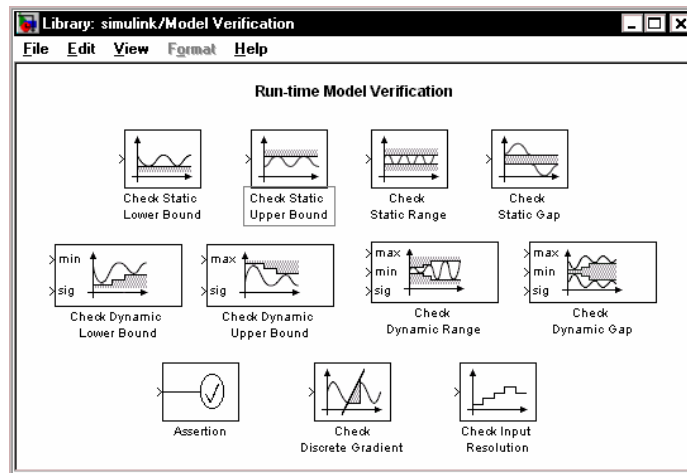 Library: simulink/Model Verification
File Edit View Format Help
Run-time Model Verification
Check Static
Lower Bound
Check Static
Upper Bound
Check
Static Range
Check
Static Gap
min
sig
Check Dynamic
Lower Bound
max
sig
Check Dynamic
Upper Bound
max
min
sig
Check
Dynamic Range
max
min
sig
Check
Dynamic Gap
Assertion
Check
Discrete Gradient
Check Input
Resolution